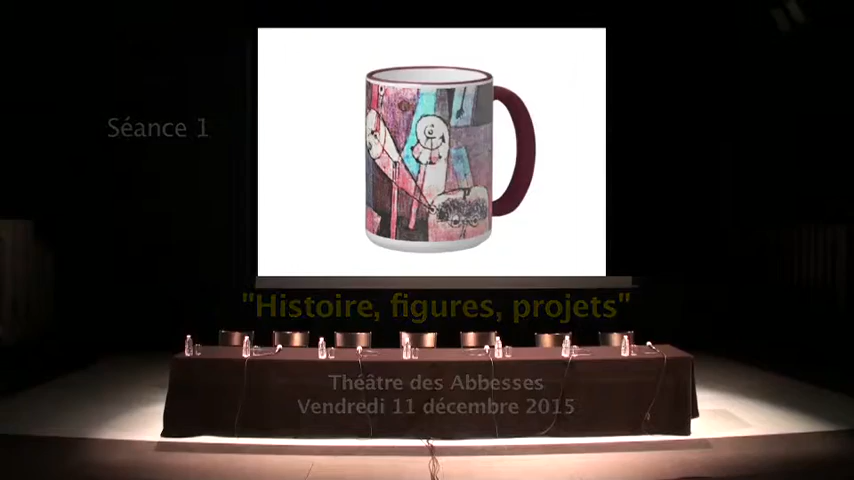 Séance 1
"Histoire, figures, projets"
Théâtre des Abbesses
Vendredi 11 décembre 2015